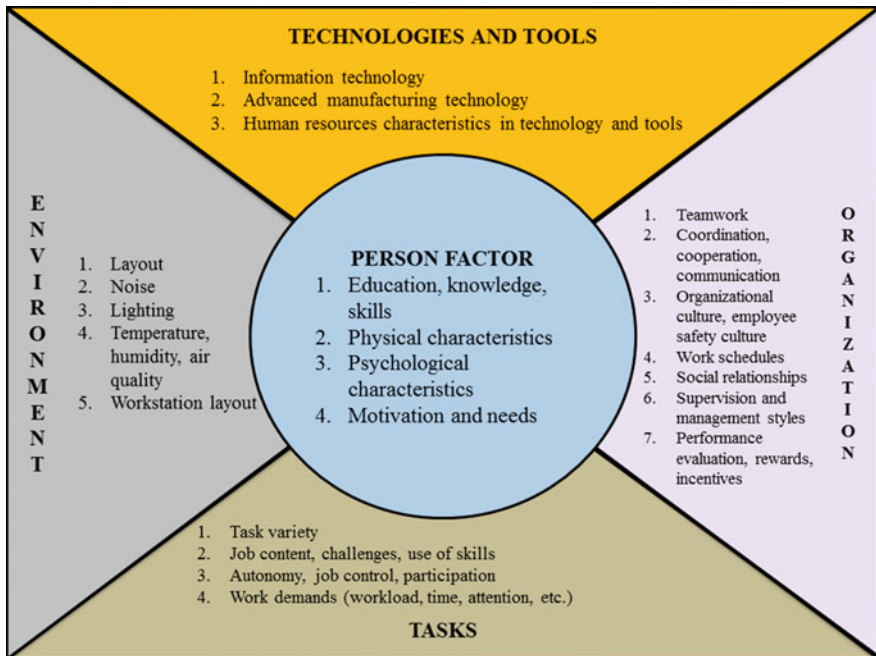 TECHNOLOGIES AND TOOLS
1. Information technology
2. Advanced manufacturing technology
3. Human resources characteristics in technology and tools
ENVIRONMENT
1. Layout
2. Noise
3. Lighting
4. Temperature,
humidity, air
quality
5. Workstation layout
PERSON FACTOR
1. Education, knowledge,
skills
2. Physical characteristics
3. Psychological
characteristics
4. Motivation and needs
1. Teamwork
2. Coordination,
cooperation,
communication
3. Organizational
culture, employee
safety culture
4. Work schedules
5. Social relationships
6. Supervision and
management styles
7. Performance
evaluation, rewards,
incentives
ORGANIZATION
1. Task variety
2. Job content, challenges, use of skills
3. Autonomy, job control, participation
4. Work demands (workload, time, attention, etc.)
TASKS